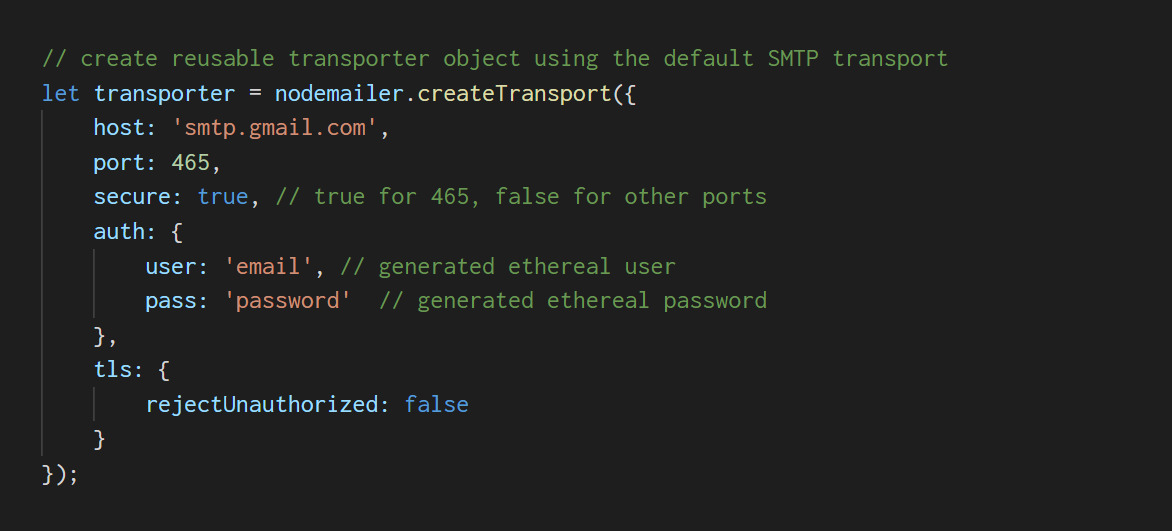 // create reusable transporter object using the default SMTP transport
let transporter = nodemailer.createTransport({
    host: 'smtp.gmail.com',
    port: 465,
    secure: true, // true for 465, false for other ports
    auth: {
        user: 'email', // generated ethereal user
        pass: 'password'  // generated ethereal password
    },
    tls: {
        rejectUnauthorized: false
    }
});